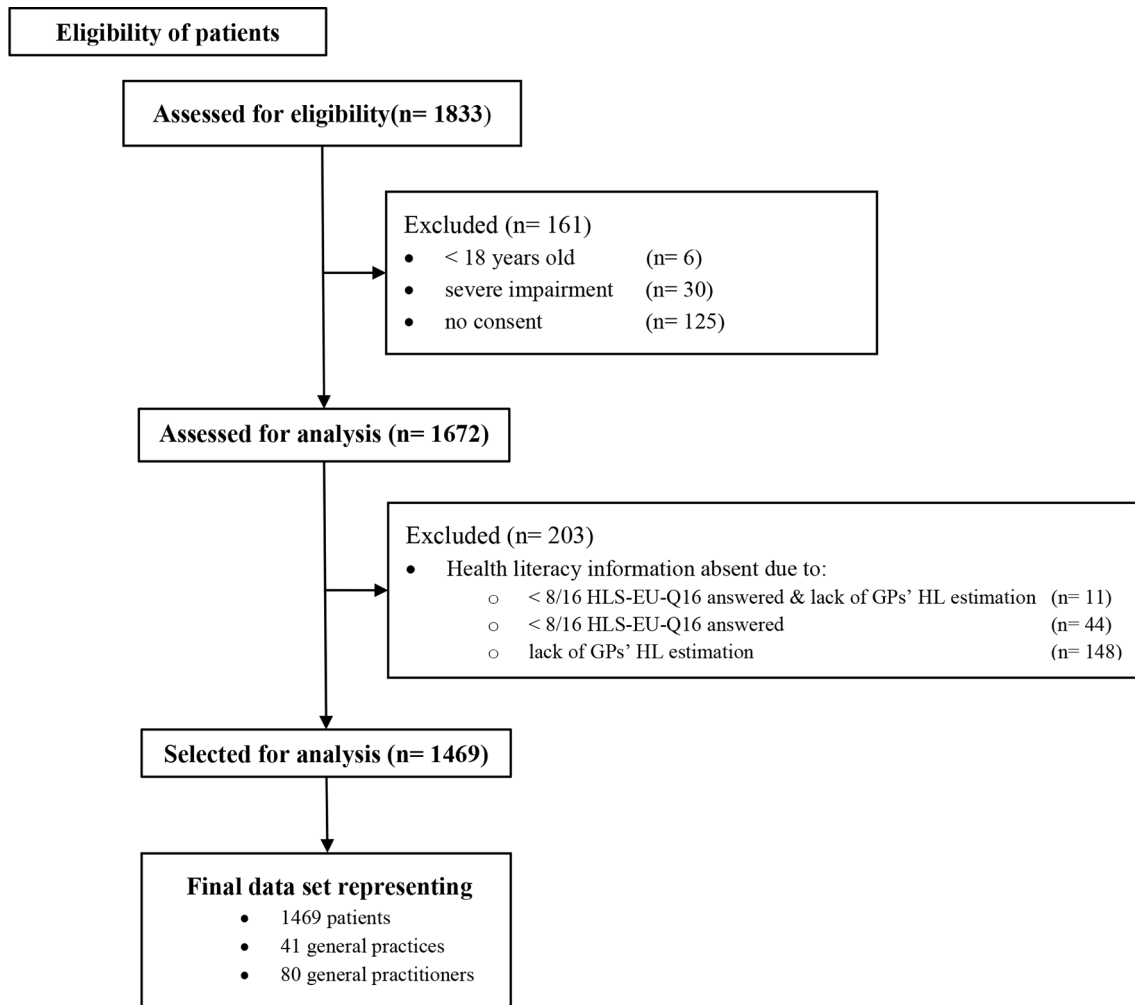 Eligibility of patients
Assessed for eligibility(n= 1833)
Excluded (n= 161)
• < 18 years old (n= 6)
• severe impairment (n= 30)
• no consent (n= 125)
Assessed for analysis (n= 1672)
Excluded (n= 203)
• Health literacy information absent due to:
○ < 8/16 HLS-EU-Q16 answered & lack of GPs’ HL estimation (n= 11)
○ < 8/16 HLS-EU-Q16 answered (n= 44)
○ lack of GPs’ HL estimation (n= 148)
Selected for analysis (n= 1469)
Final data set representing
• 1469 patients
• 41 general practices
• 80 general practitioners